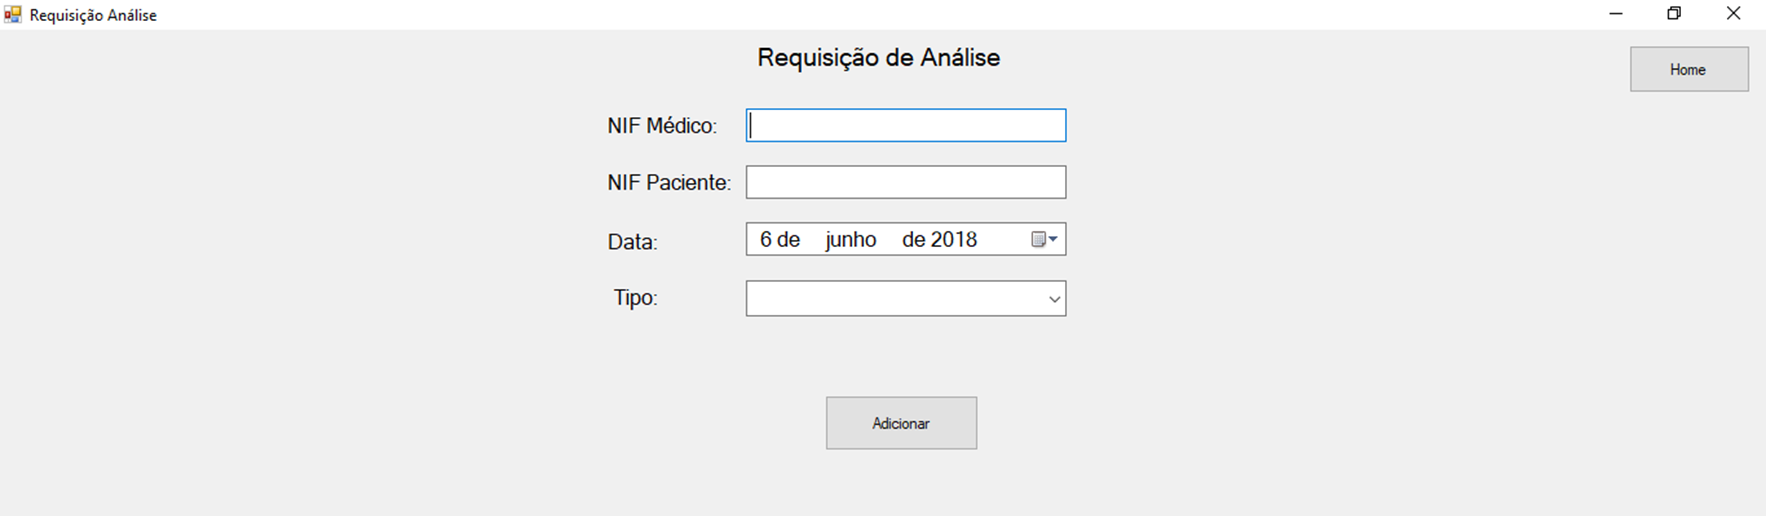 Requisição Análise
Requisição de Análise
Home
NIF Médico:
NIF Paciente:
Data: 6 de junho de 2018
Tipo:
Adicionar